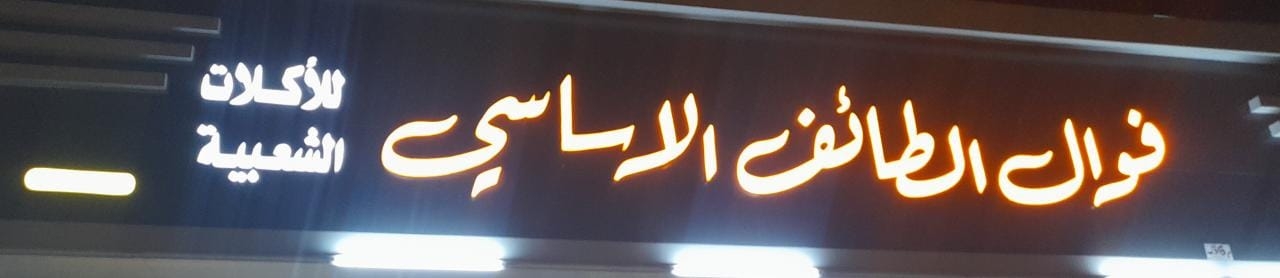 فوال الطائف الاساسي
للأكلات
الشعبية